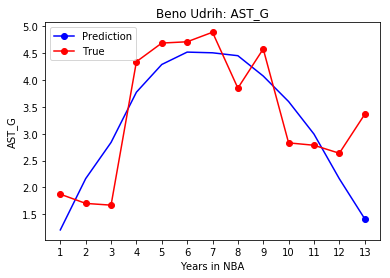 Beno Udrih: AST_G
Prediction
True
5.0
4.5
4.0
3.5
3.0
2.5
2.0
1.5
AST_G
1 2 3 4 5 6 7 8 9 10 11 12 13
Years in NBA